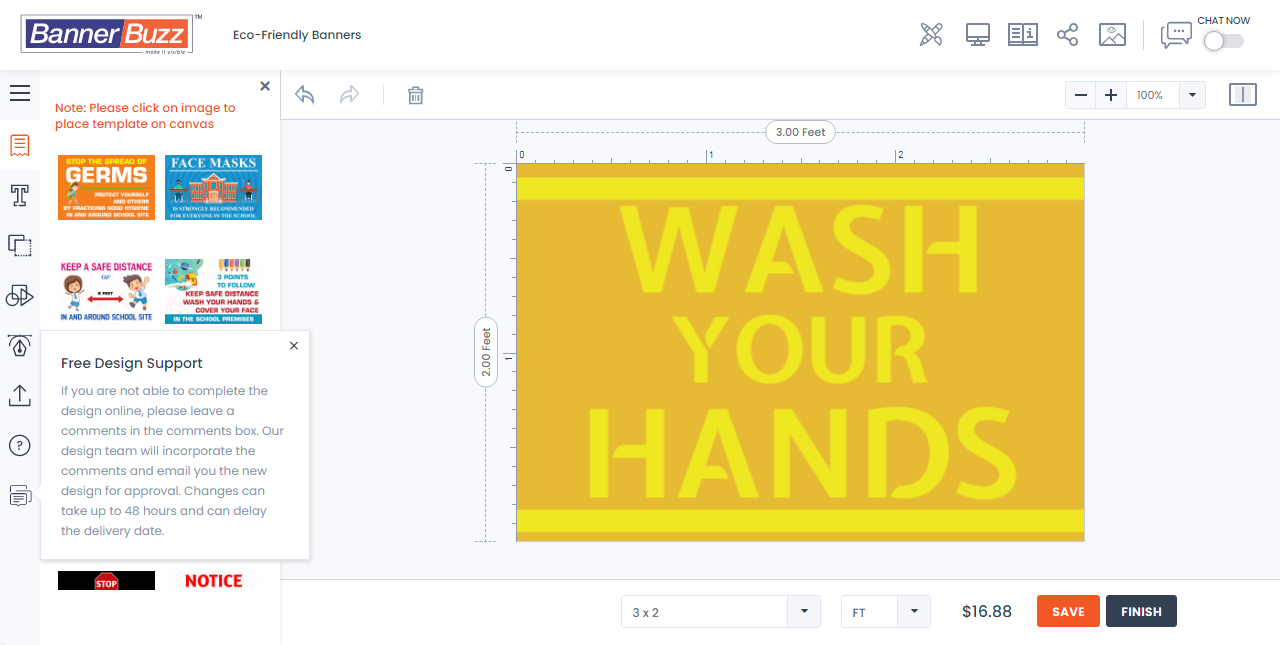 BannerBuzz™
make it visible
Eco-Friendly Banners
CHAT NOW
Note: Please click on image to
place template on canvas
100%
STOP THE SPREAD OF
GERMS
PROTECT YOURSELF
AND OTHERS
BY PRACTICING GOOD HYGIENE
IN AND AROUND SCHOOL SITE
FACE MASKS
IS STRONGLY RECOMMENDED
FOR EVERYONE IN THE SCHOOL
KEEP A SAFE DISTANCE
6 FEET
IN AND AROUND SCHOOL SITE
3 POINTS
TO FOLLOW
KEEP SAFE DISTANCE
WASH YOUR HANDS &
COVER YOUR FACE
IN THE SCHOOL PREMISES
Free Design Support
If you are not able to complete the
design online, please leave a
comments in the comments box. Our
design team will incorporate the
comments and email you the new
design for approval. Changes can
take up to 48 hours and can delay
the delivery date.
STOP
NOTICE
3.00 Feet
0 1 2
0
1
2.00 Feet
WASH
YOUR
HANDS
3 x 2
FT
$16.88
SAVE
FINISH